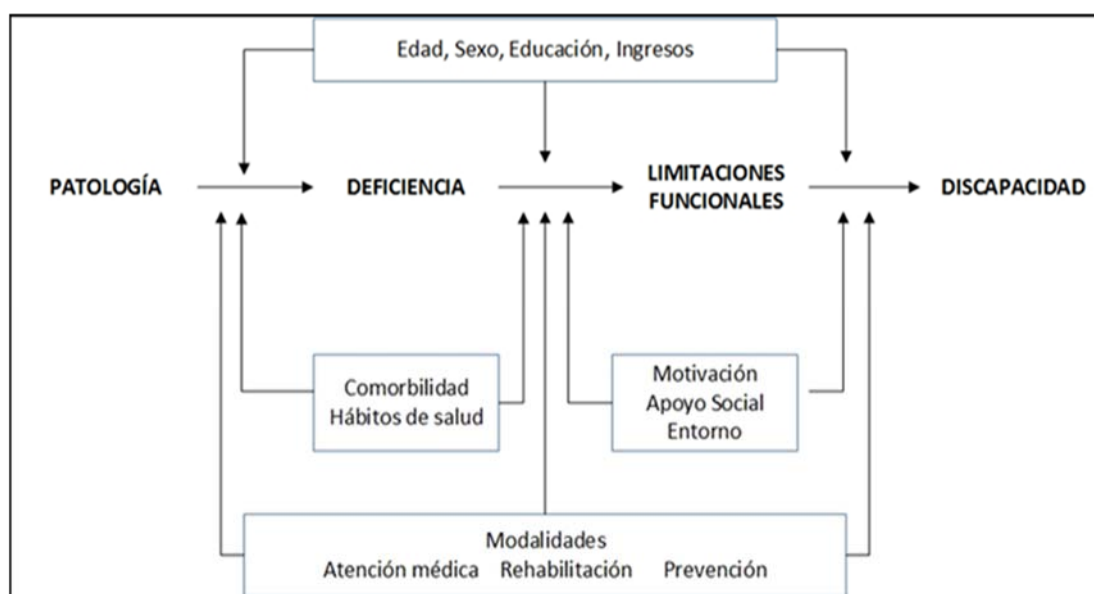 Edad, Sexo, Educación, Ingresos
PATOLOGÍA
DEFICIENCIA
LIMITACIONES
FUNCIONALES
DISCAPACIDAD
Comorbilidad
Hábitos de salud
Motivación
Apoyo Social
Entorno
Modalidades
Atención médica Rehabilitación Prevención